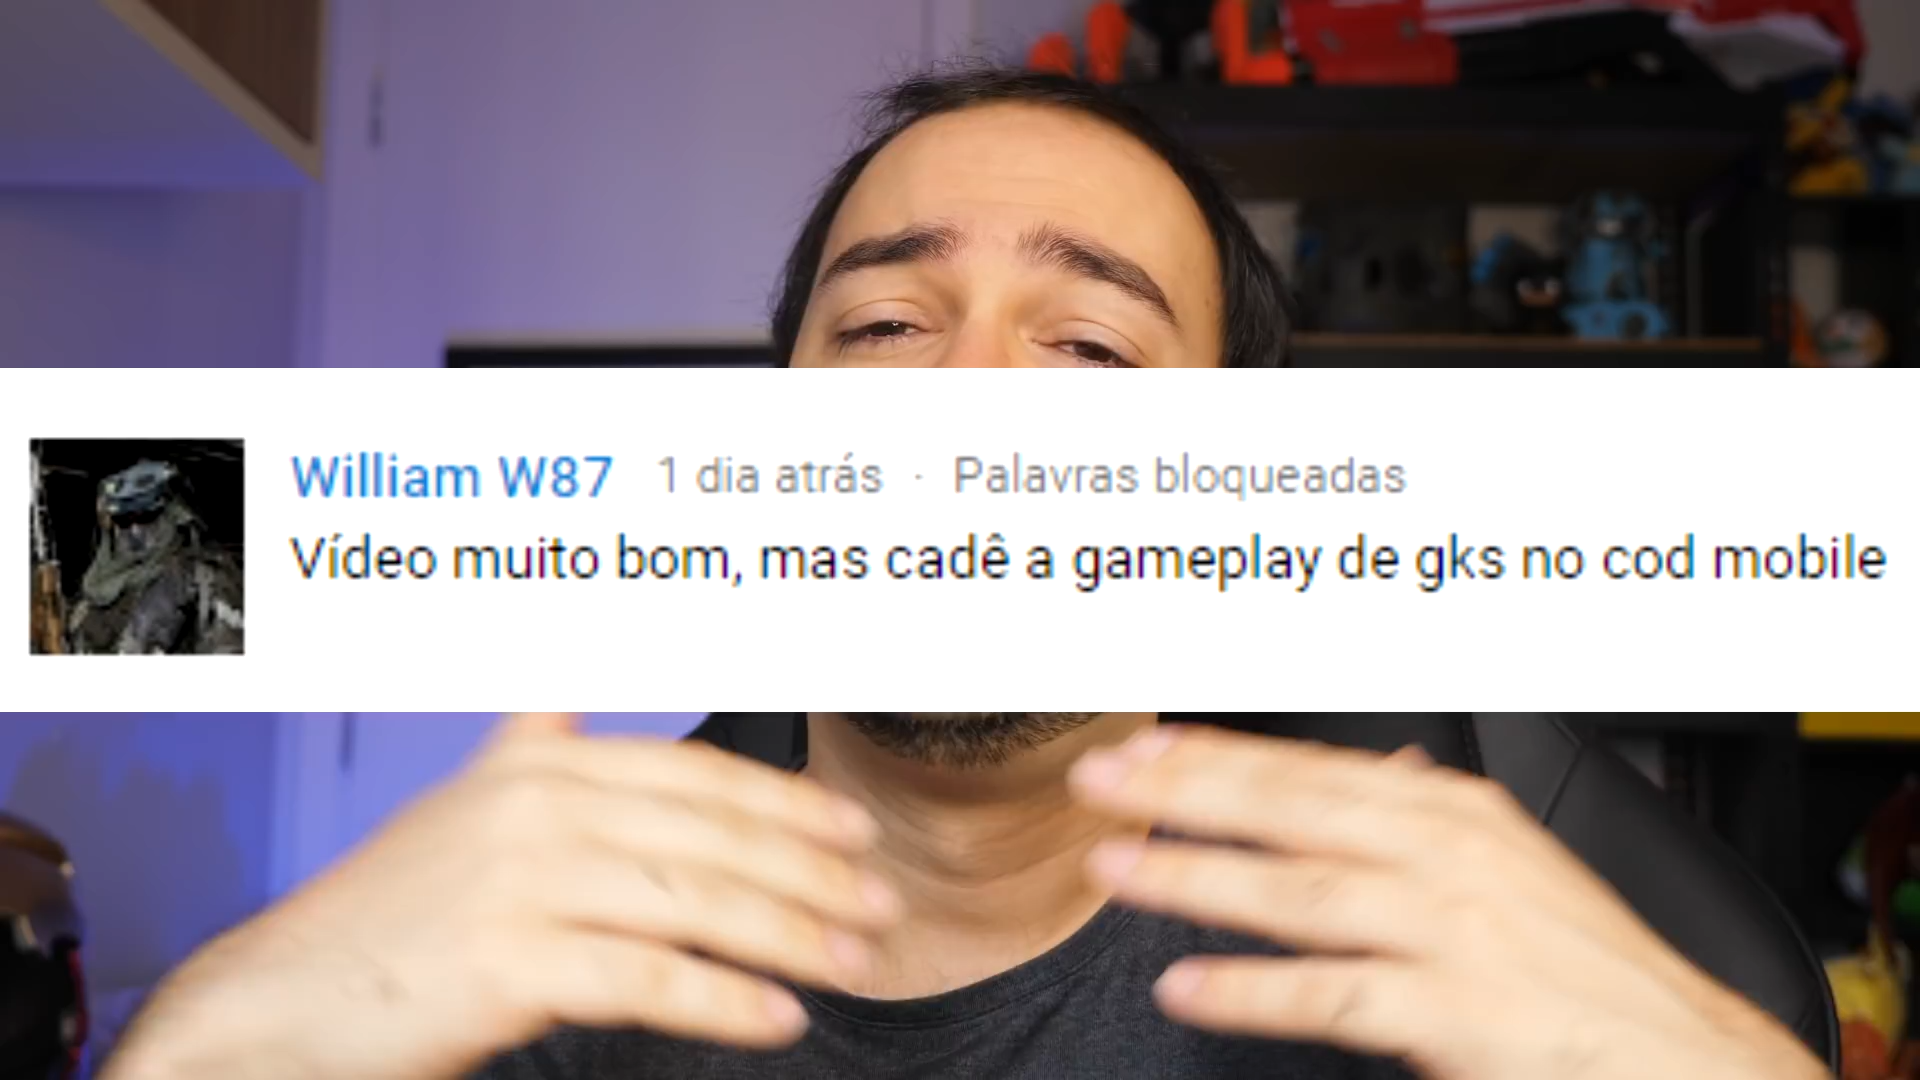 William W87 1 dia atrás · Palavras bloqueadas
Vídeo muito bom, mas cadê a gameplay de gks no cod mobile